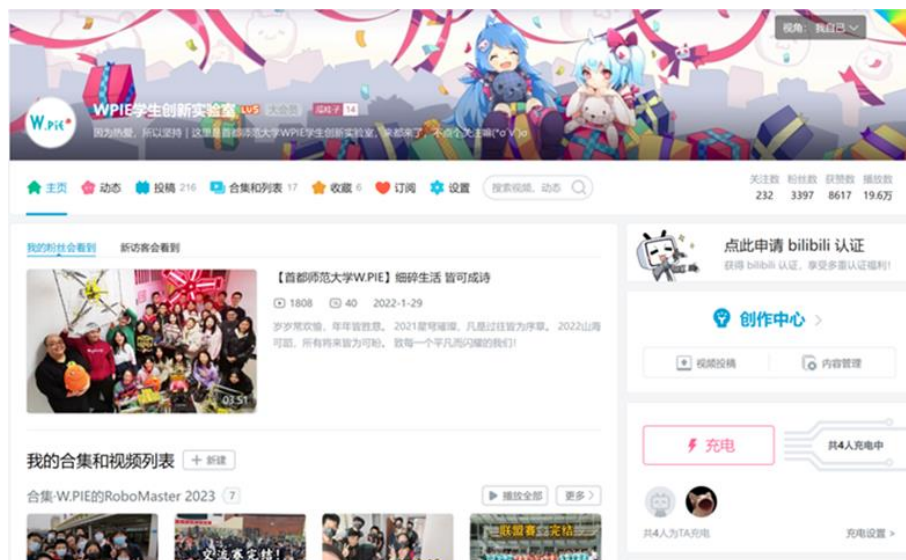 视角: 我自己
W.PIE
WPIE学生创新实验室 LV5 大会员 14
因为热爱，所以坚持 | 这里是首都师范大学WPIE学生创新实验室，来都来了，不点个关注嘛(*o'v')o
主页 动态 投稿 216 合集和列表 17 收藏 6 订阅 设置 搜索视频、动态
关注数 粉丝数 获赞数 播放数
232 3397 8617 19.6万
我的粉丝会看到 新访客会看到
【首都师范大学W.PIE】细碎生活 皆可成诗
1808 40 2022-1-29
岁岁常欢愉，年年皆胜意。 2021星穹璀璨，凡是过往皆为序章。 2022山海
可蹈，所有将来皆为可盼。 致每一个平凡而闪耀的我们！
03:51
点此申请 bilibili 认证
获得 bilibili 认证，享受多重认证福利!
创作中心
视频投稿 内容管理
充电 共4人充电中
共4人为TA充电 充电设置 >
我的合集和视频列表 + 新建
合集·W.PIE的RoboMaster 2023 7 播放全部 更多
交流赛完结!
联盟赛 完结